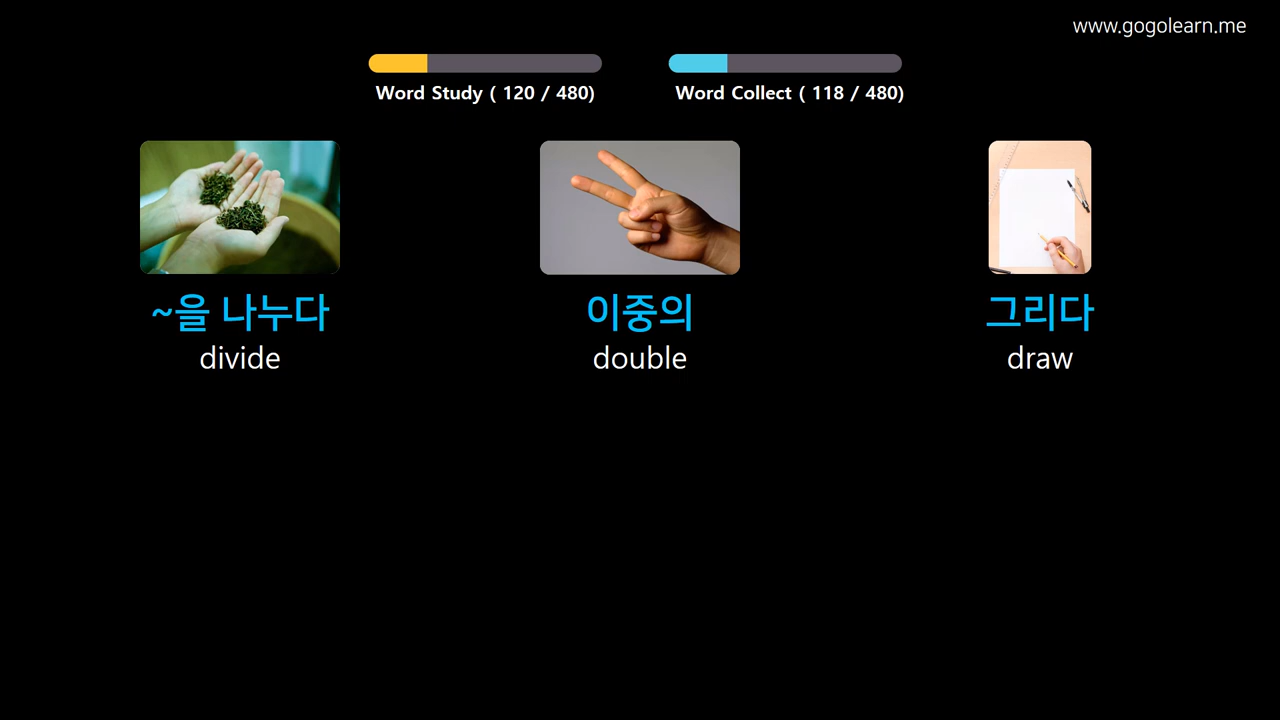 www.gogolearn.me
Word Study ( 120 / 480)
Word Collect ( 118 / 480)
~을 나누다
divide
이중의
double
그리다
draw